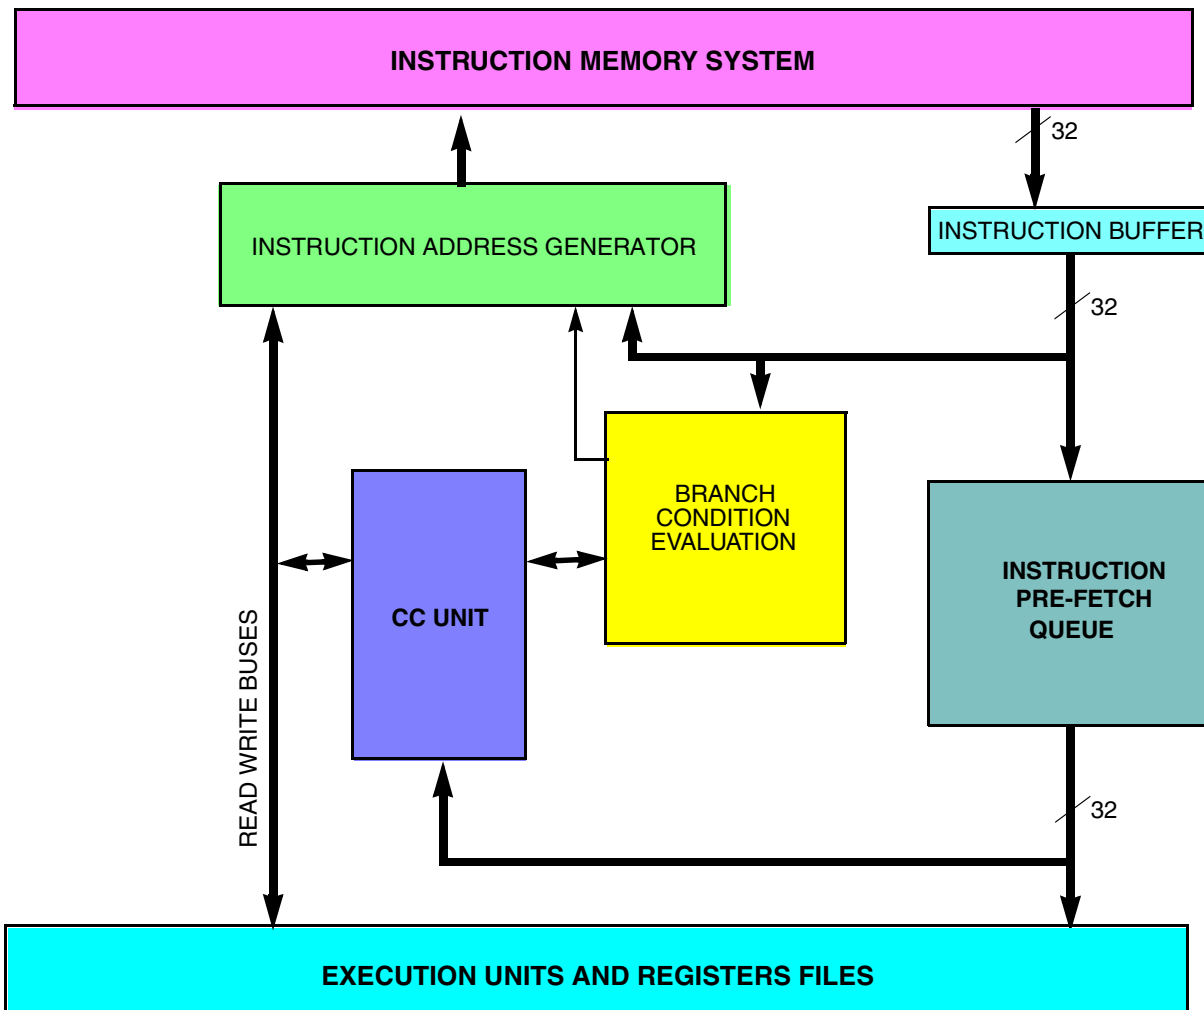 INSTRUCTION MEMORY SYSTEM
32
INSTRUCTION BUFFER
INSTRUCTION ADDRESS GENERATOR
32
BRANCH
CONDITION
EVALUATION
INSTRUCTION
PRE-FETCH
QUEUE
CC UNIT
READ WRITE BUSES
32
EXECUTION UNITS AND REGISTERS FILES